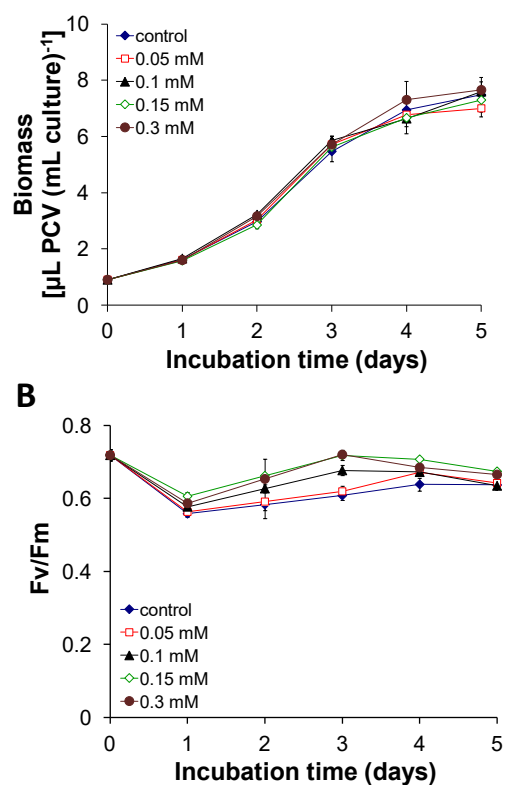 10
8
6
4
2
0
Biomass
[µL PCV (mL culture)⁻¹]
control
0.05 mM
0.1 mM
0.15 mM
0.3 mM
0 1 2 3 4 5
Incubation time (days)
B
0.8
0.6
0.4
0.2
0
Fv/Fm
control
0.05 mM
0.1 mM
0.15 mM
0.3 mM
0 1 2 3 4 5
Incubation time (days)